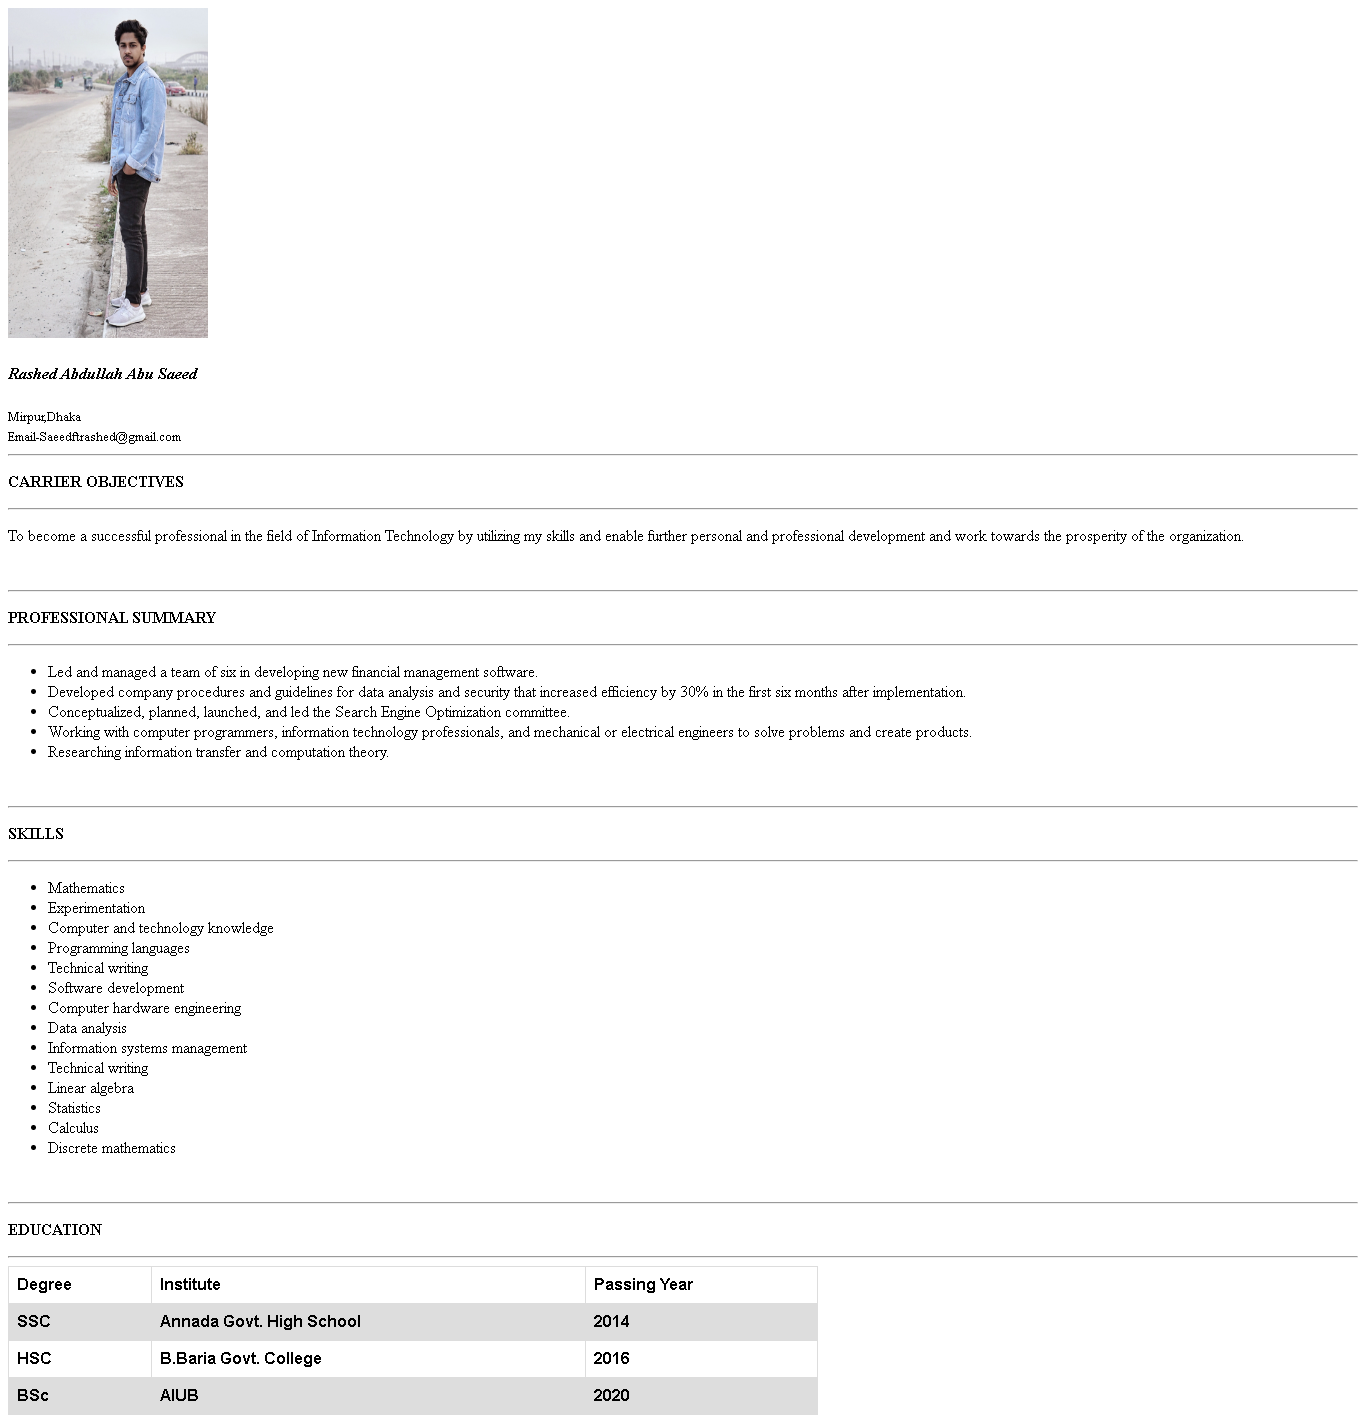 Rashed Abdullah Abu Saeed
Mirpur,Dhaka
Email-Saeedftrashed@gmail.com
CARRIER OBJECTIVES
To become a successful professional in the field of Information Technology by utilizing my skills and enable further personal and professional development and work towards the prosperity of the organization.
PROFESSIONAL SUMMARY
Led and managed a team of six in developing new financial management software.
Developed company procedures and guidelines for data analysis and security that increased efficiency by 30% in the first six months after implementation.
Conceptualized, planned, launched, and led the Search Engine Optimization committee.
Working with computer programmers, information technology professionals, and mechanical or electrical engineers to solve problems and create products.
Researching information transfer and computation theory.
SKILLS
Mathematics
Experimentation
Computer and technology knowledge
Programming languages
Technical writing
Software development
Computer hardware engineering
Data analysis
Information systems management
Technical writing
Linear algebra
Statistics
Calculus
Discrete mathematics
EDUCATION
Degree Institute Passing Year
SSC Annada Govt. High School 2014
HSC B.Baria Govt. College 2016
BSc AIUB 2020